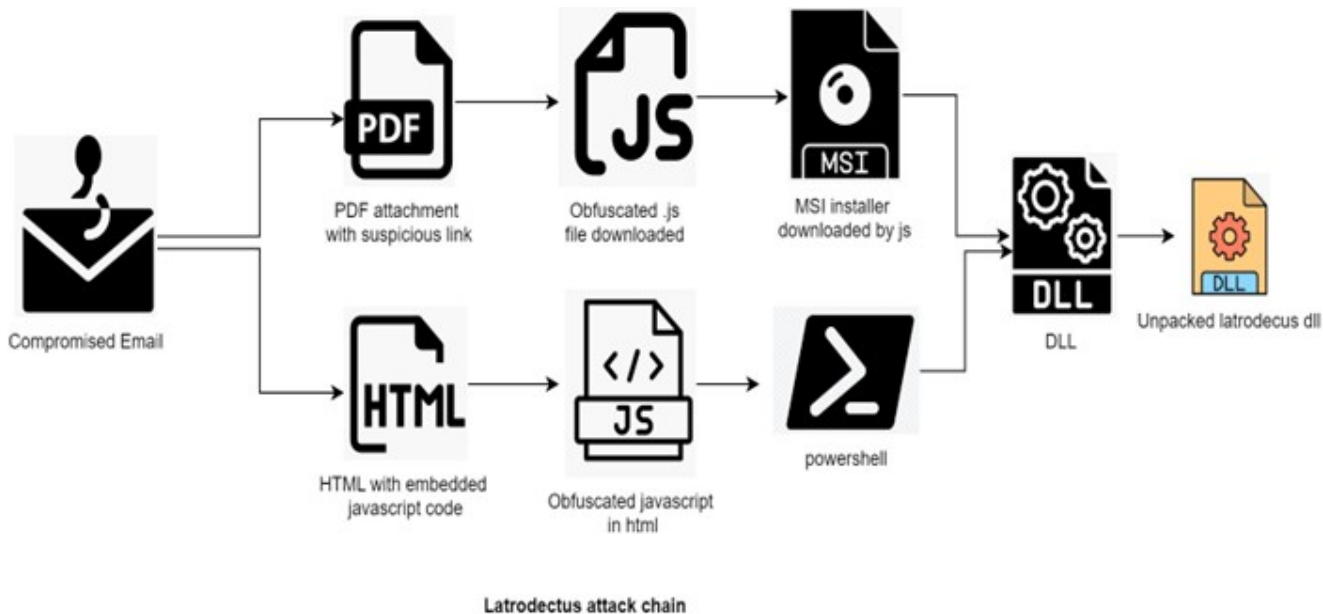 PDF
JS
MSI
PDF attachment
with suspicious link
Obfuscated .js
file downloaded
MSI installer
downloaded by js
Compromised Email
DLL
DLL
DLL
Unpacked latrodecus dll
HTML
</>
JS
HTML with embedded
javascript code
Obfuscated javascript
in html
powershell
Latrodectus attack chain